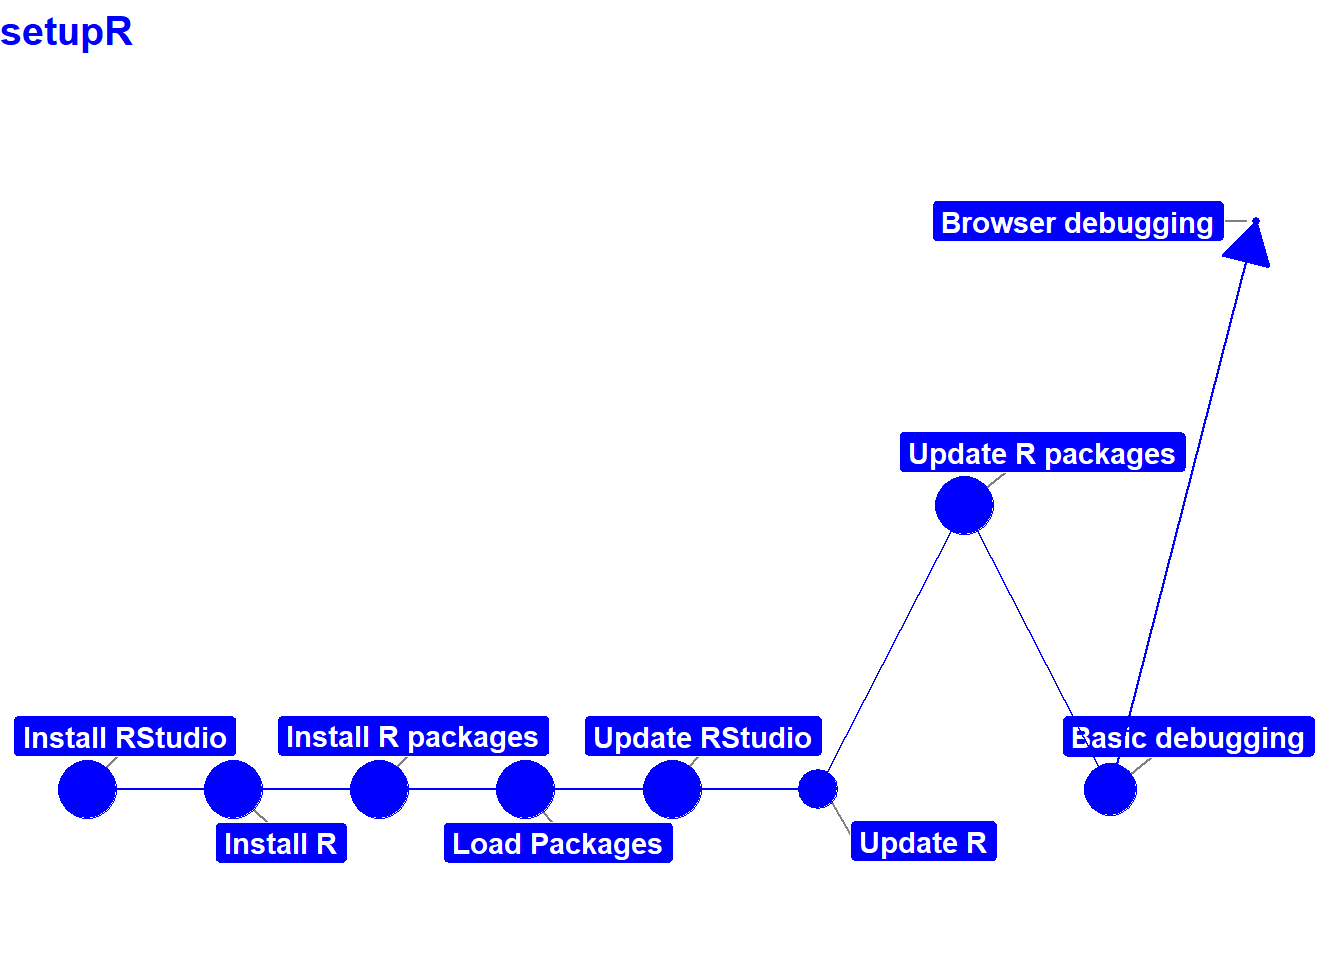 setupR
Browser debugging
Update R packages
Install RStudio
Install R packages
Update RStudio
Basic debugging
Install R
Load Packages
Update R